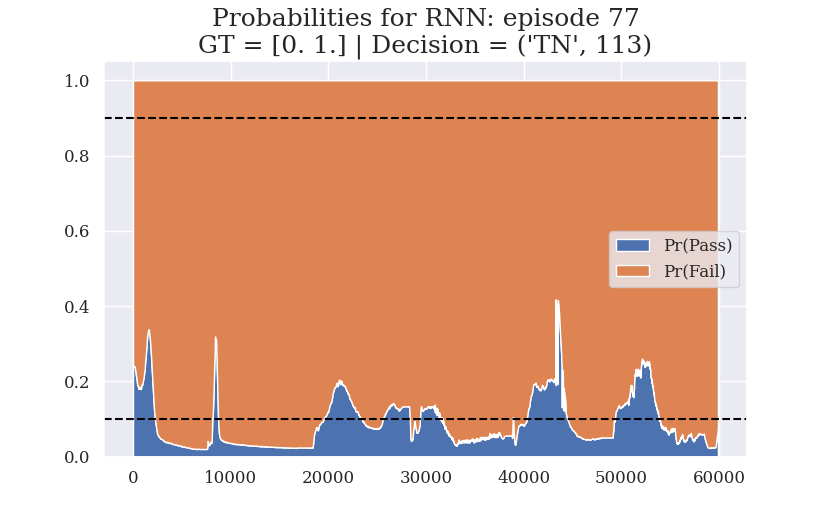 Probabilities for RNN: episode 77
GT = [0. 1.] | Decision = ('TN', 113)
1.0
0.8
0.6
0.4
0.2
0.0
Pr(Pass)
Pr(Fail)
0 10000 20000 30000 40000 50000 60000